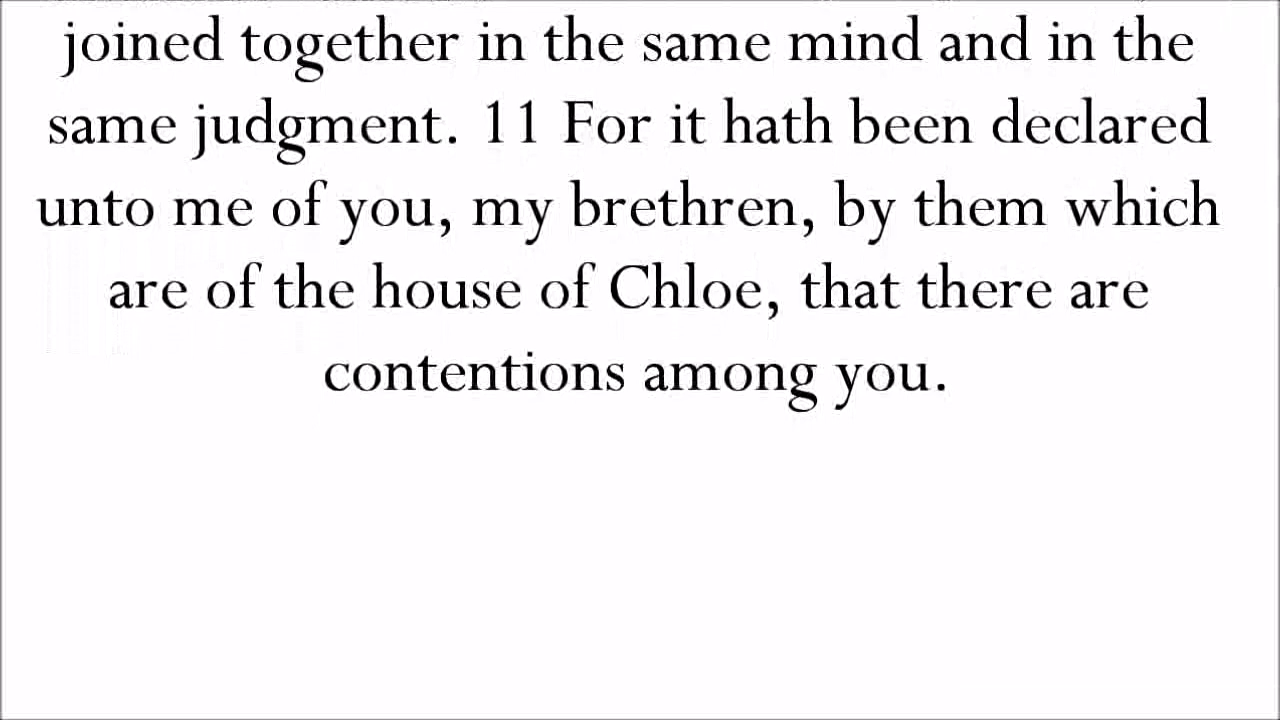 joined together in the same mind and in the
same judgment. 11 For it hath been declared
unto me of you, my brethren, by them which
are of the house of Chloe, that there are
contentions among you.